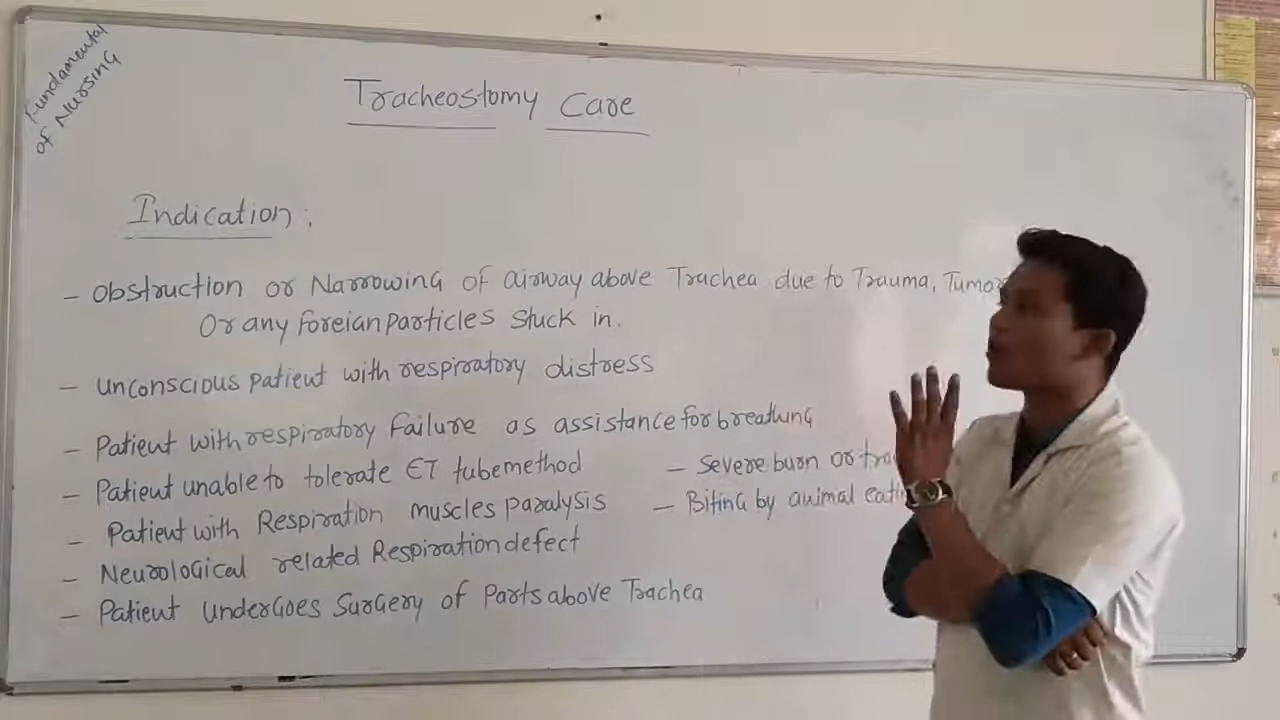 Fundamental
of Nursing
Tracheostomy Care
Indication :
- Obstruction or Narrowing of airway above Trachea due to Trauma, Tumor
Or any foreian particles Stuck in.
- Unconscious patient with respiratory distress
- Patient with respiratory Failure as assistance for breathing
- Patient unable to tolerate ET tube method
- Patient with Respiration muscles paralysis
- Neurological related Respiration defect
- Patient undergoes Surgery of Parts above Trachea
- Severe burn or
- Biting by animal